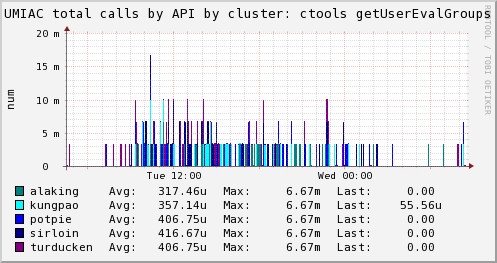 UMIAC total calls by API by cluster: ctools getUserEvalGroups
RRDTOOL / TOBI OETIKER
20 m
15 m
10 m
5 m
0
num
Tue 12:00 Wed 00:00
alaking Avg: 317.46u Max: 6.67m Last: 0.00
kungpao Avg: 357.14u Max: 6.67m Last: 55.56u
potpie Avg: 406.75u Max: 6.67m Last: 0.00
sirloin Avg: 416.67u Max: 6.67m Last: 0.00
turducken Avg: 406.75u Max: 6.67m Last: 0.00